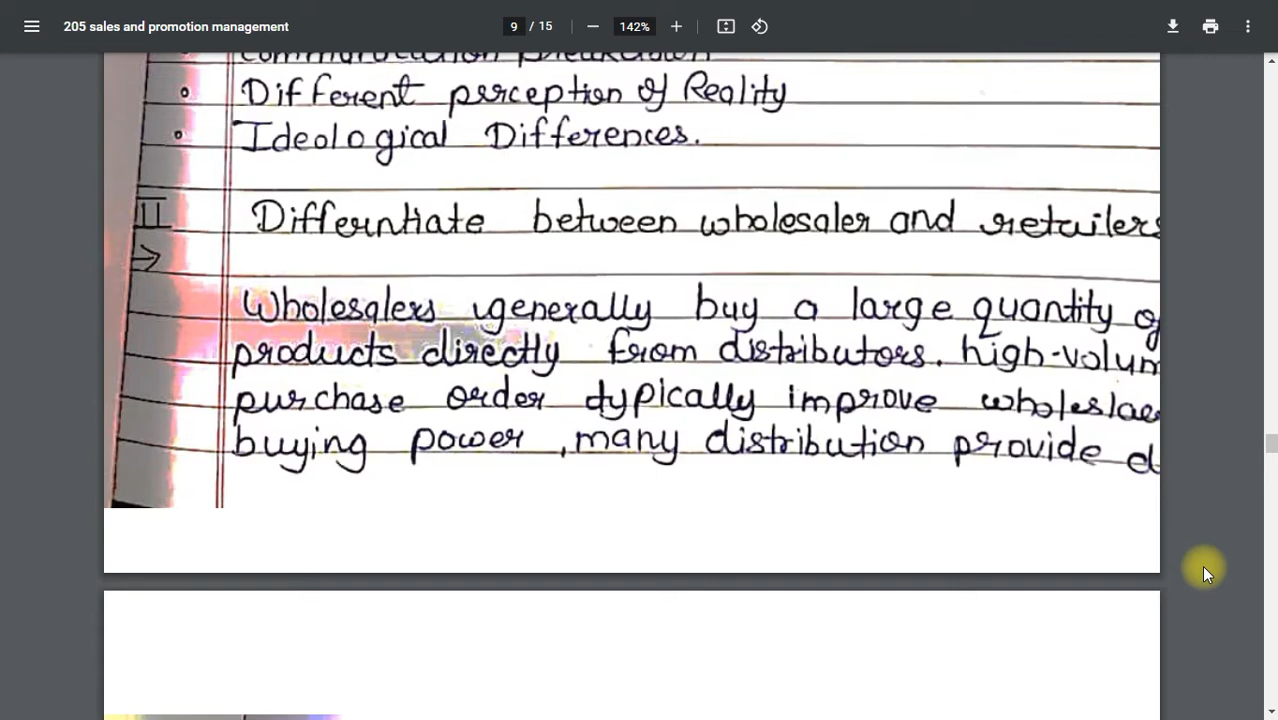 205 sales and promotion management
9 / 15
142%
Different perception of Reality
Ideological Differences.
II Differntiate between wholesaler and retailers
→
Wholesalers generally buy a large quantity of
products directly from distributors. high-volum
purchase order typically improve wholeslaer
buying power , many distribution provide d